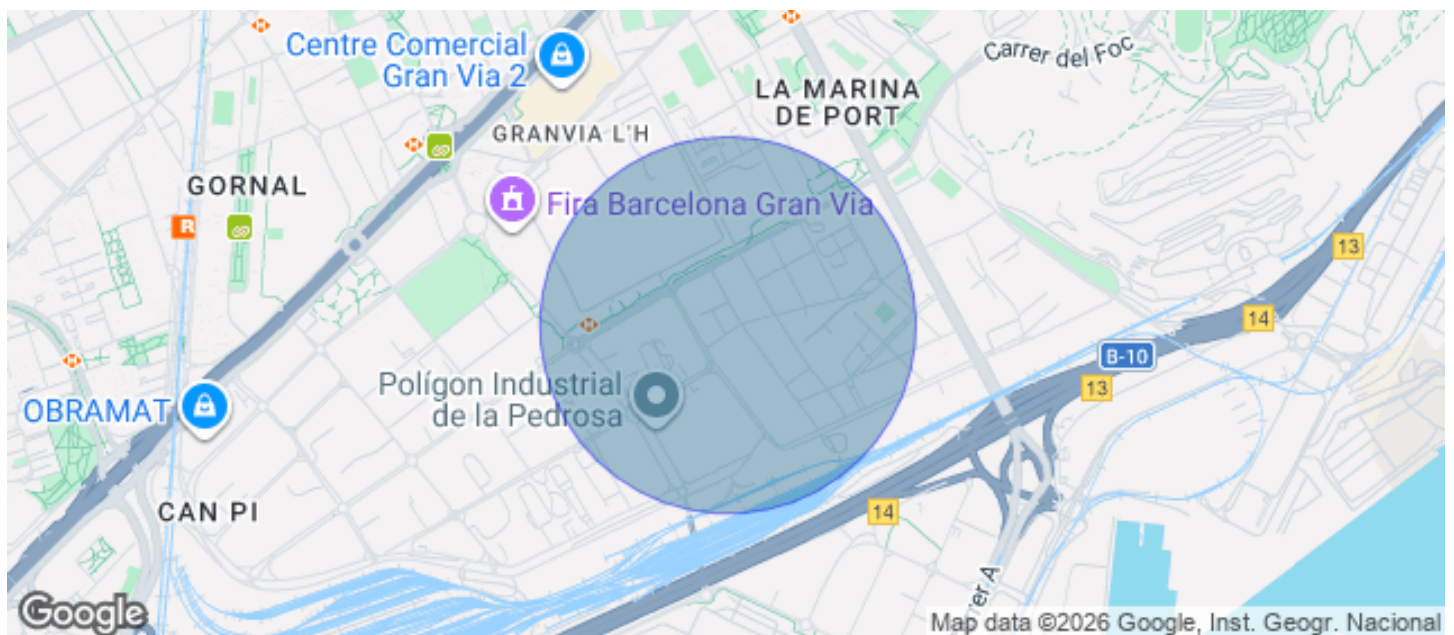 Centre Comercial
Gran Via 2
Carrer del Foc
LA MARINA
DE PORT
GRANVIA L'H
GORNAL
R
Fira Barcelona Gran Via
13
14
B-10
13
Polígon Industrial
de la Pedrosa
OBRAMAT
CAN PI
14
rer A
Google
Map data ©2026 Google, Inst. Geogr. Nacional